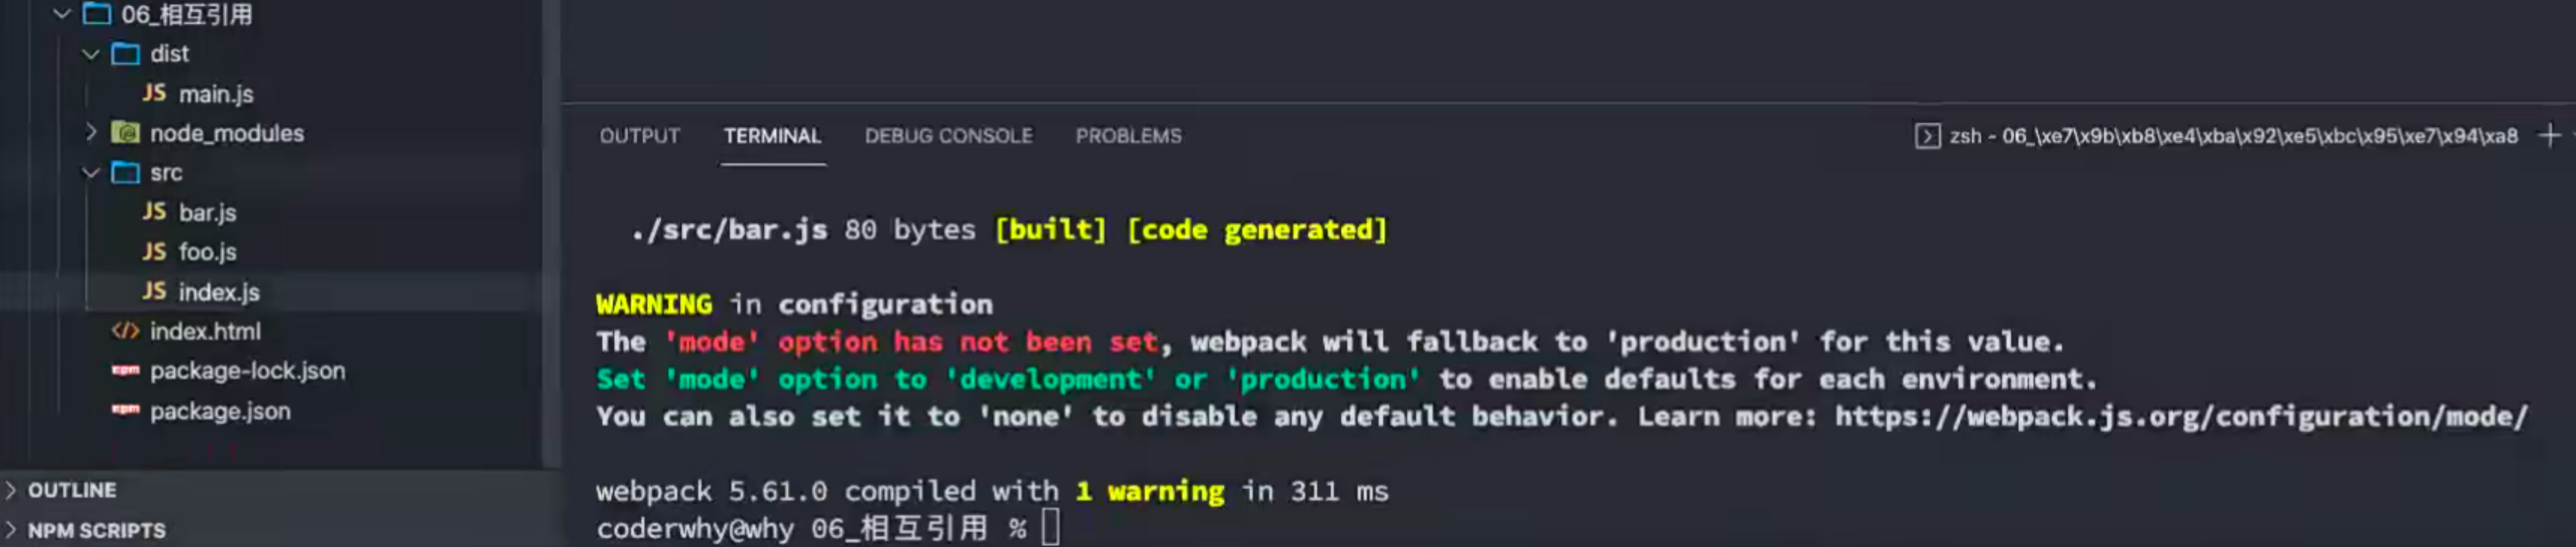 06_相互引用
dist
JS main.js
node_modules
src
JS bar.js
JS foo.js
JS index.js
</> index.html
npm package-lock.json
npm package.json
OUTLINE
NPM SCRIPTS
OUTPUT TERMINAL DEBUG CONSOLE PROBLEMS
zsh - 06_\xe7\x9b\xb8\xe4\xba\x92\xe5\xbc\x95\xe7\x94\xa8
./src/bar.js 80 bytes [built] [code generated]
WARNING in configuration
The 'mode' option has not been set, webpack will fallback to 'production' for this value.
Set 'mode' option to 'development' or 'production' to enable defaults for each environment.
You can also set it to 'none' to disable any default behavior. Learn more: https://webpack.js.org/configuration/mode/
webpack 5.61.0 compiled with 1 warning in 311 ms
coderwhy@why 06_相互引用 %